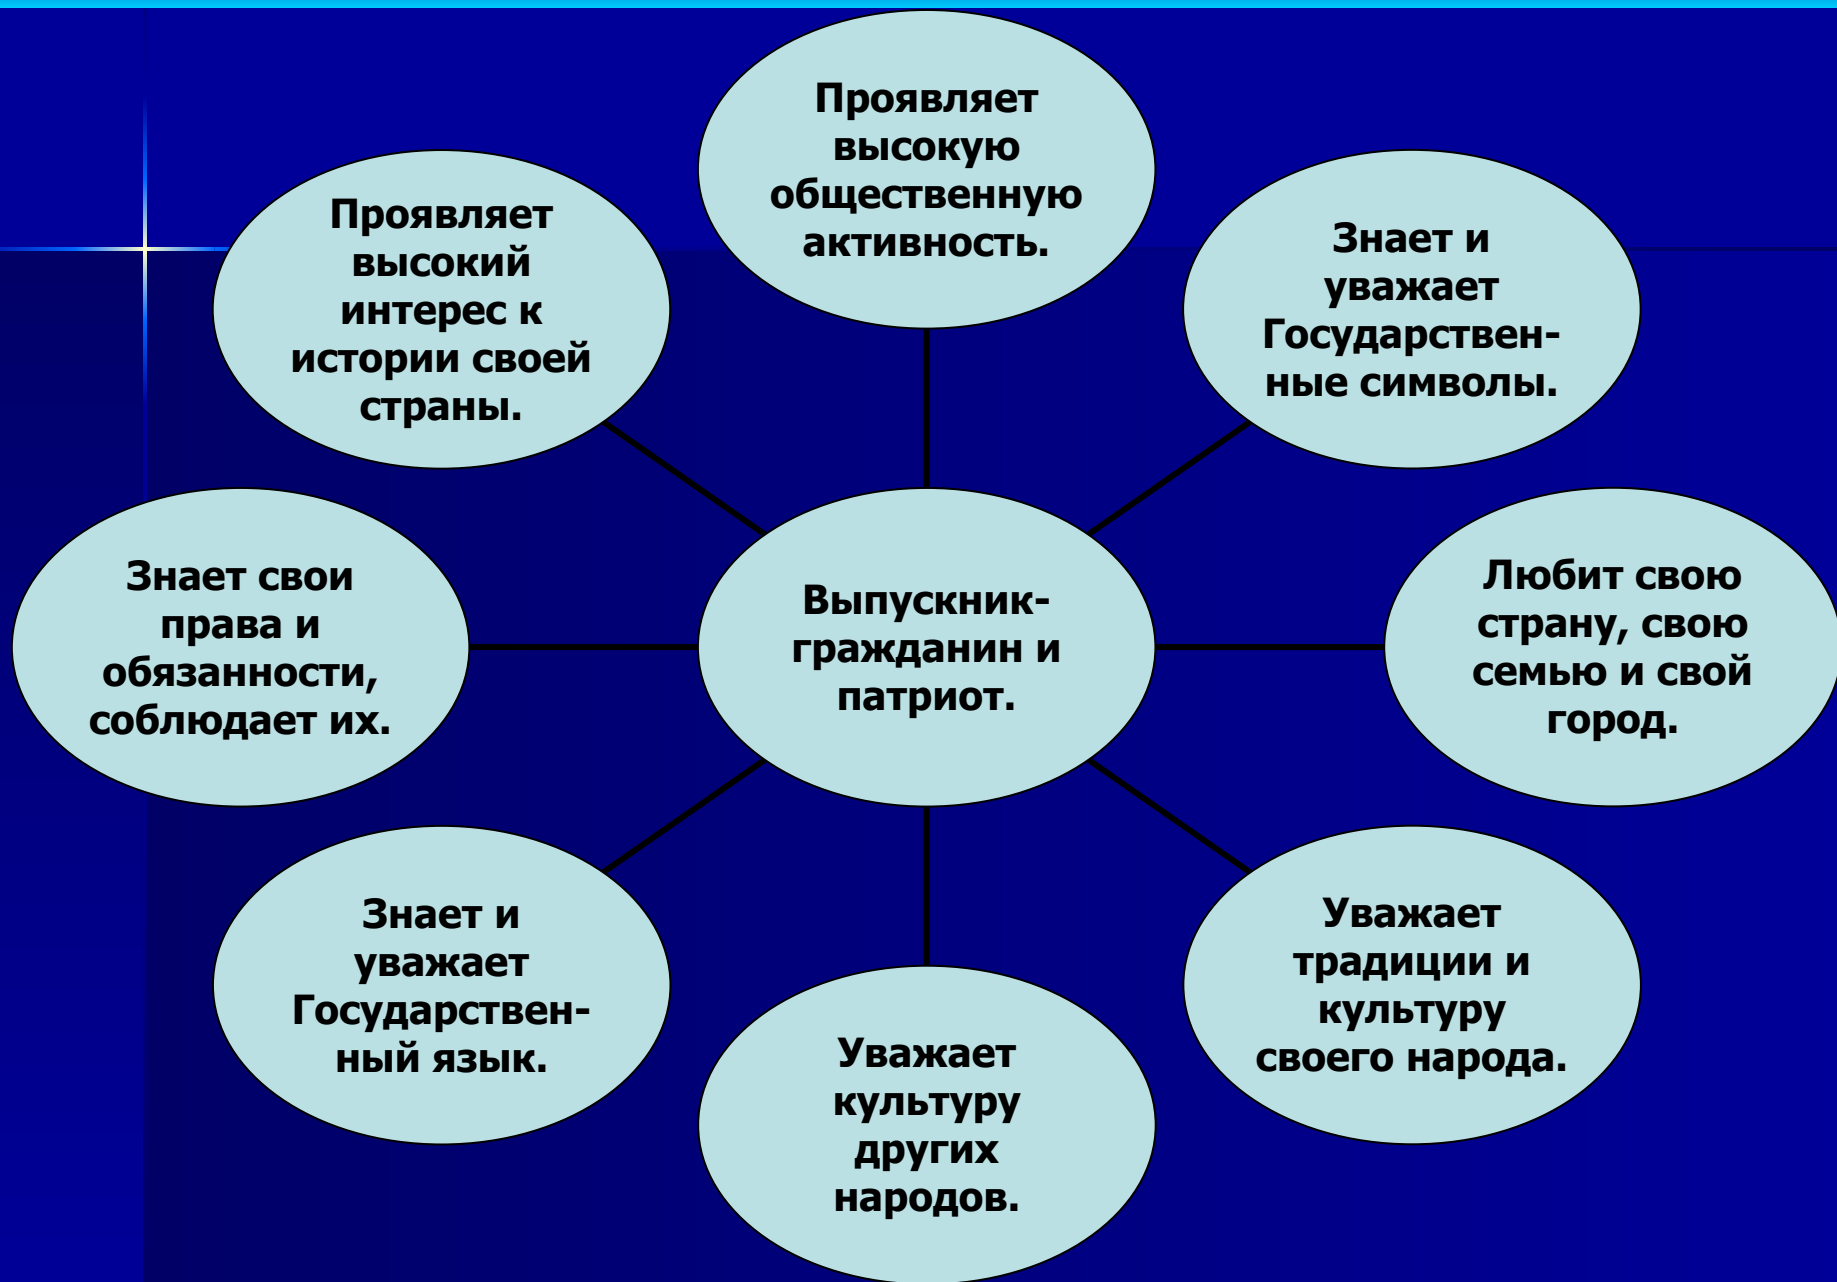 Проявляет
высокую
общественную
активность.
Проявляет
высокий
интерес к
истории своей
страны.
Знает и
уважает
Государствен-
ные символы.
Знает свои
права и
обязанности,
соблюдает их.
Выпускник-
гражданин и
патриот.
Любит свою
страну, свою
семью и свой
город.
Знает и
уважает
Государствен-
ный язык.
Уважает
культуру
других
народов.
Уважает
традиции и
культуру
своего народа.